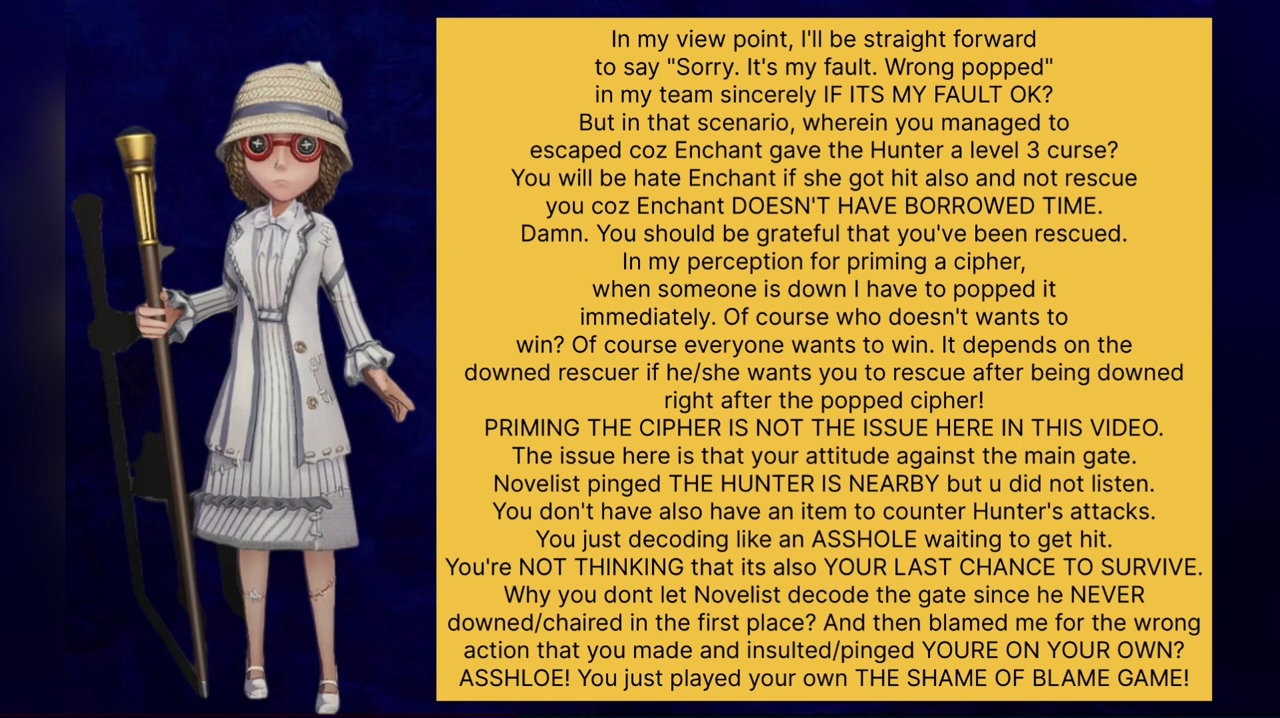 In my view point, I'll be straight forward
to say "Sorry. It's my fault. Wrong popped"
in my team sincerely IF ITS MY FAULT OK?
But in that scenario, wherein you managed to
escaped coz Enchant gave the Hunter a level 3 curse?
You will be hate Enchant if she got hit also and not rescue
you coz Enchant DOESN'T HAVE BORROWED TIME.
Damn. You should be grateful that you've been rescued.
In my perception for priming a cipher,
when someone is down I have to popped it
immediately. Of course who doesn't wants to
win? Of course everyone wants to win. It depends on the
downed rescuer if he/she wants you to rescue after being downed
right after the popped cipher!
PRIMING THE CIPHER IS NOT THE ISSUE HERE IN THIS VIDEO.
The issue here is that your attitude against the main gate.
Novelist pinged THE HUNTER IS NEARBY but u did not listen.
You don't have also have an item to counter Hunter's attacks.
You just decoding like an ASSHOLE waiting to get hit.
You're NOT THINKING that its also YOUR LAST CHANCE TO SURVIVE.
Why you dont let Novelist decode the gate since he NEVER
downed/chaired in the first place? And then blamed me for the wrong
action that you made and insulted/pinged YOURE ON YOUR OWN?
ASSHLOE! You just played your own THE SHAME OF BLAME GAME!